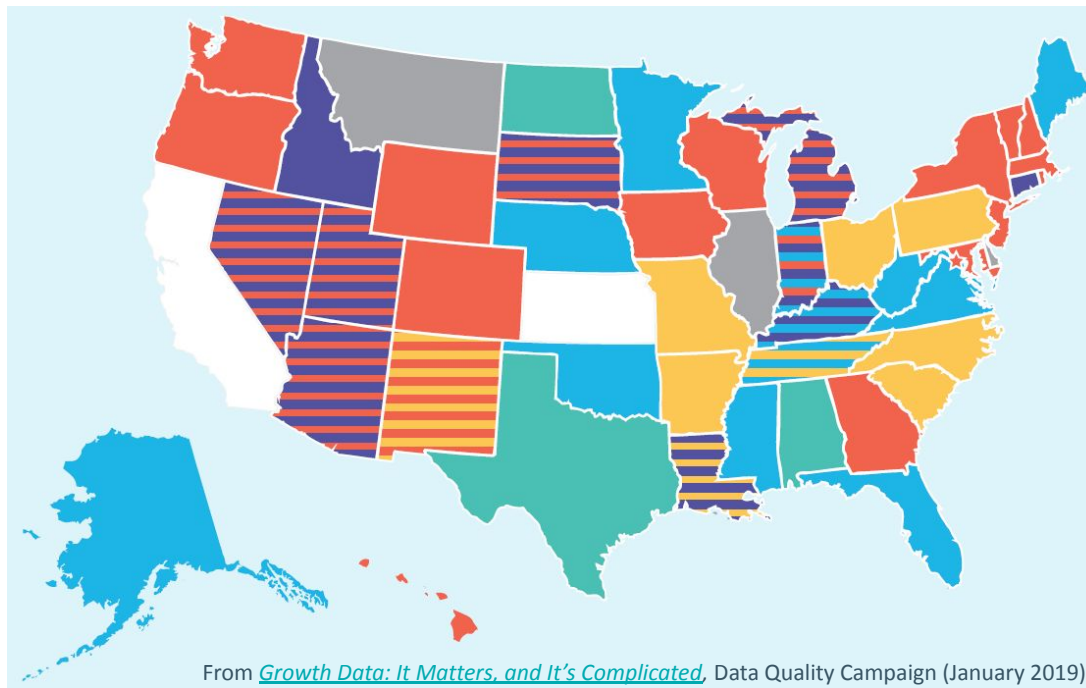 From Growth Data: It Matters, and It's Complicated, Data Quality Campaign (January 2019)